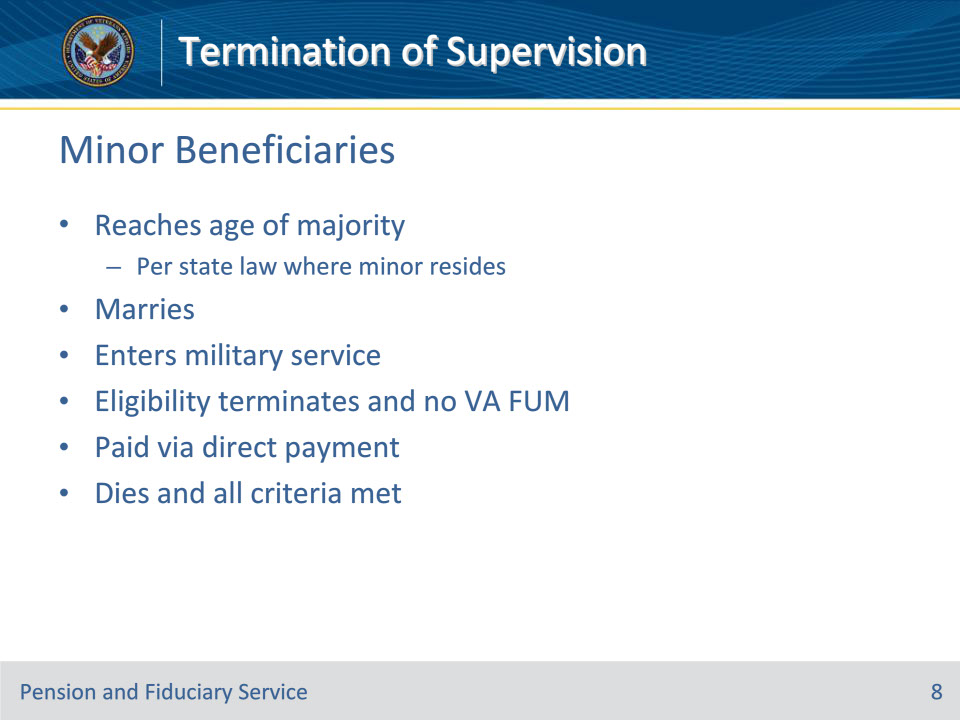 Termination of Supervision
Minor Beneficiaries
• Reaches age of majority
– Per state law where minor resides
• Marries
• Enters military service
• Eligibility terminates and no VA FUM
• Paid via direct payment
• Dies and all criteria met
Pension and Fiduciary Service
8